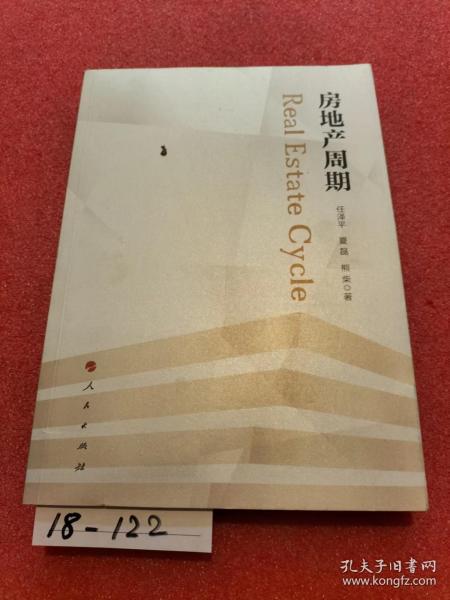 房地产周期
Real Estate Cycle
任泽平 夏磊 熊柴◎著
人民出版社
18-122
孔夫子旧书网
www.kongfz.com